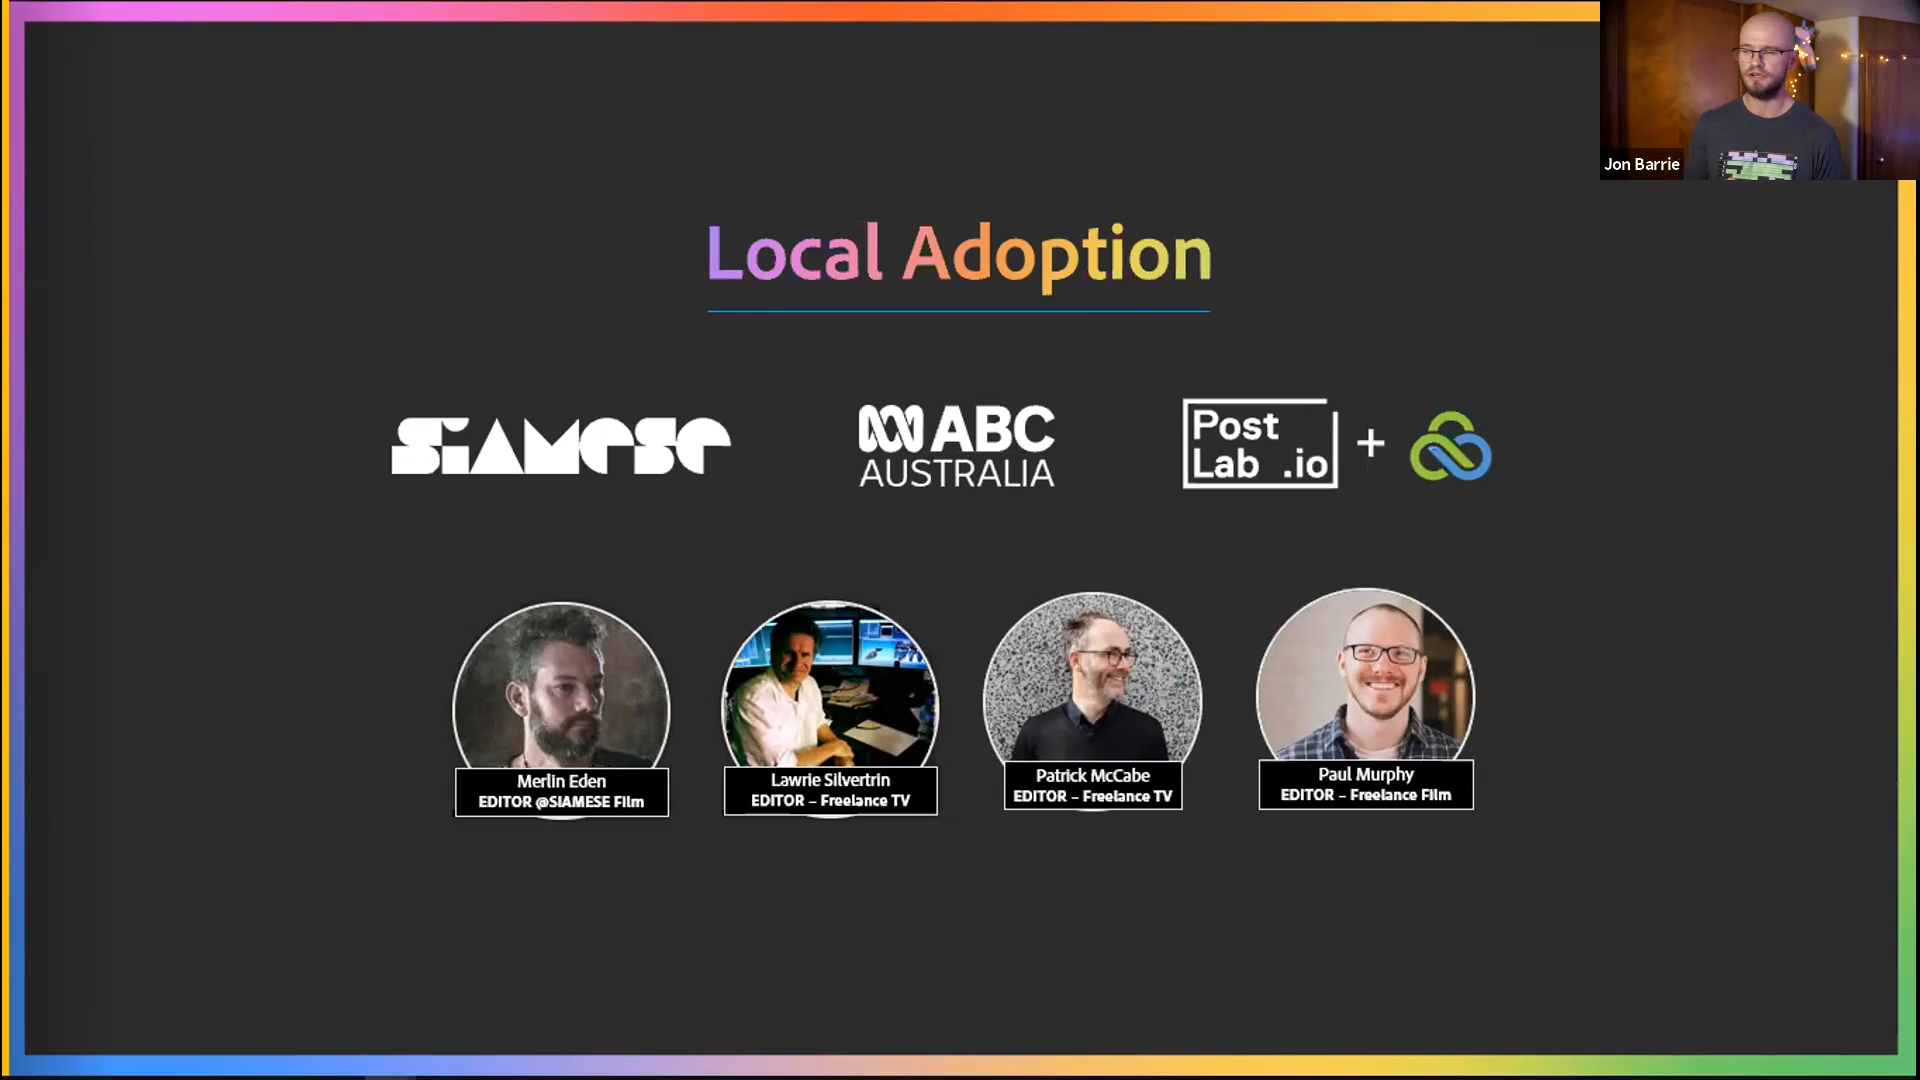 Jon Barrie
Local Adoption
SIAMESE
ABC
AUSTRALIA
Post
Lab .io
+
Merlin Eden
EDITOR @SIAMESE Film
Lawrie Silvertrin
EDITOR – Freelance TV
Patrick McCabe
EDITOR – Freelance TV
Paul Murphy
EDITOR – Freelance Film